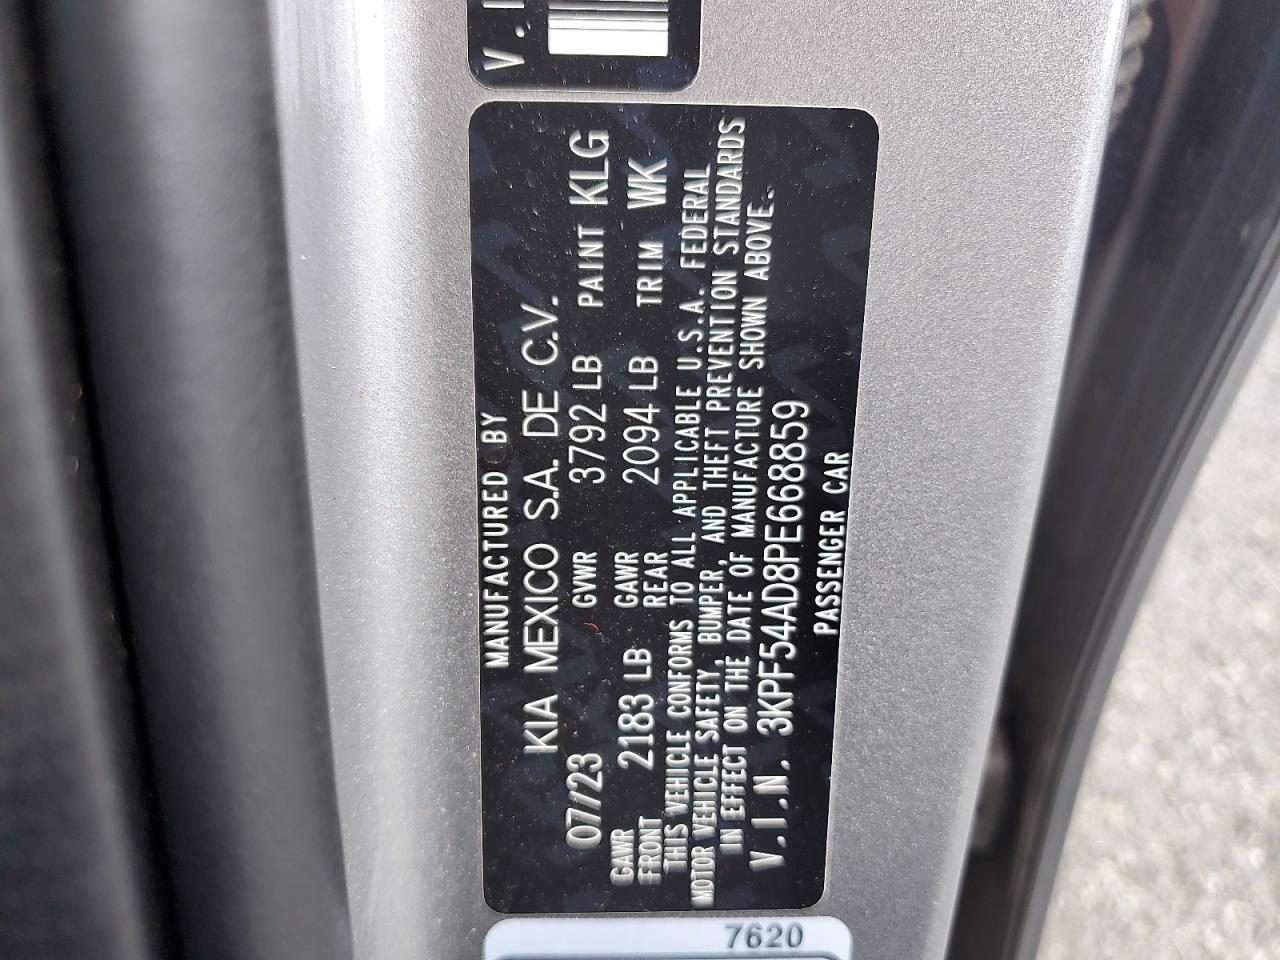 V.I
MANUFACTURED BY
KIA MEXICO S.A. DE C.V.
07/23 GVWR 3792 LB PAINT KLG
GAWR FRONT 2183 LB GAWR REAR 2094 LB TRIM WK
THIS VEHICLE CONFORMS TO ALL APPLICABLE U.S.A. FEDERAL
MOTOR VEHICLE SAFETY, BUMPER, AND THEFT PREVENTION STANDARDS
IN EFFECT ON THE DATE OF MANUFACTURE SHOWN ABOVE.
V.I.N. 3KPF54AD8PE668859
PASSENGER CAR
7620